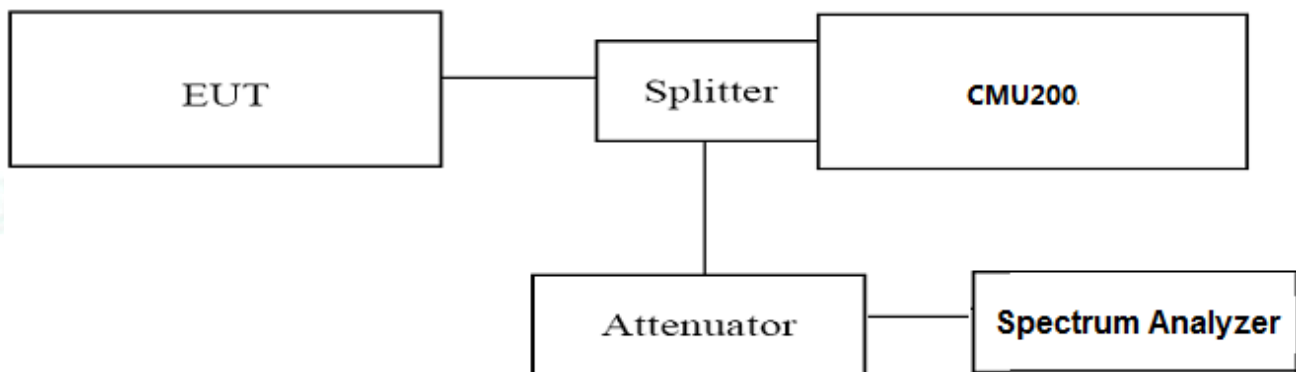 EUT
Splitter
CMU200
Attenuator
Spectrum Analyzer